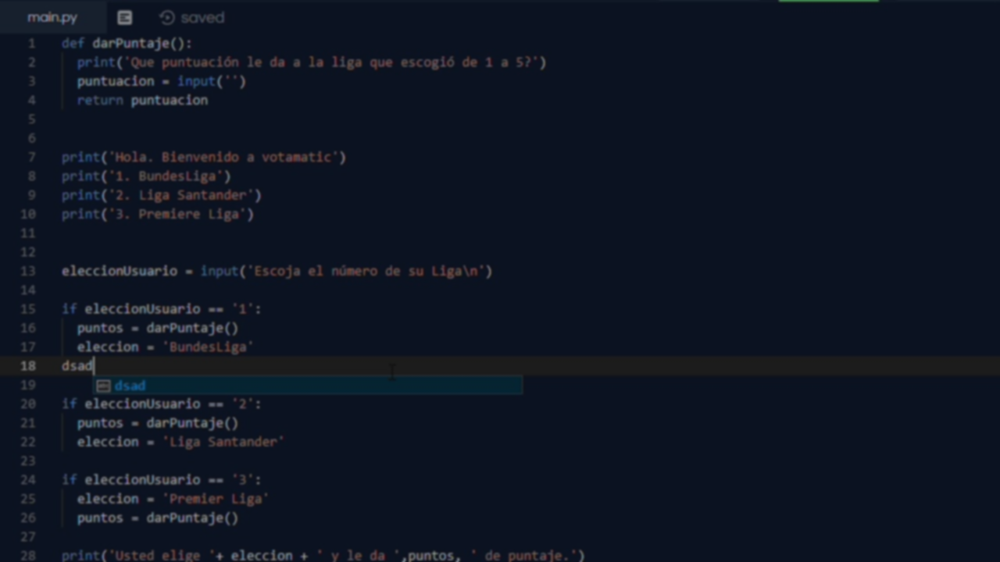 main.py saved
1 def darPuntaje():
2 print('Que puntuación le da a la liga que escogió de 1 a 5?')
3 puntuacion = input('')
4 return puntuacion
5
6
7 print('Hola. Bienvenido a votamatic')
8 print('1. BundesLiga')
9 print('2. Liga Santander')
10 print('3. Premiere Liga')
11
12
13 eleccionUsuario = input('Escoja el número de su Liga\n')
14
15 if eleccionUsuario == '1':
16 puntos = darPuntaje()
17 eleccion = 'BundesLiga'
18 dsad
19 dsad
20 if eleccionUsuario == '2':
21 puntos = darPuntaje()
22 eleccion = 'Liga Santander'
23
24 if eleccionUsuario == '3':
25 eleccion = 'Premier Liga'
26 puntos = darPuntaje()
27
28 print('Usted elige '+ eleccion + ' y le da ',puntos, ' de puntaje.')